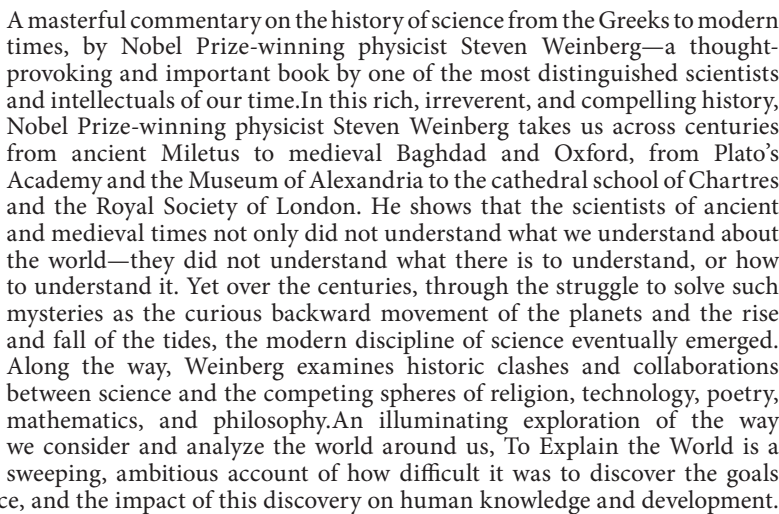 A masterful commentary on the history of science from the Greeks to modern
times, by Nobel Prize-winning physicist Steven Weinberg—a thought-
provoking and important book by one of the most distinguished scientists
and intellectuals of our time.In this rich, irreverent, and compelling history,
Nobel Prize-winning physicist Steven Weinberg takes us across centuries
from ancient Miletus to medieval Baghdad and Oxford, from Plato’s
Academy and the Museum of Alexandria to the cathedral school of Chartres
and the Royal Society of London. He shows that the scientists of ancient
and medieval times not only did not understand what we understand about
the world—they did not understand what there is to understand, or how
to understand it. Yet over the centuries, through the struggle to solve such
mysteries as the curious backward movement of the planets and the rise
and fall of the tides, the modern discipline of science eventually emerged.
Along the way, Weinberg examines historic clashes and collaborations
between science and the competing spheres of religion, technology, poetry,
mathematics, and philosophy.An illuminating exploration of the way
we consider and analyze the world around us, To Explain the World is a
sweeping, ambitious account of how difficult it was to discover the goals
and the impact of this discovery on human knowledge and development.